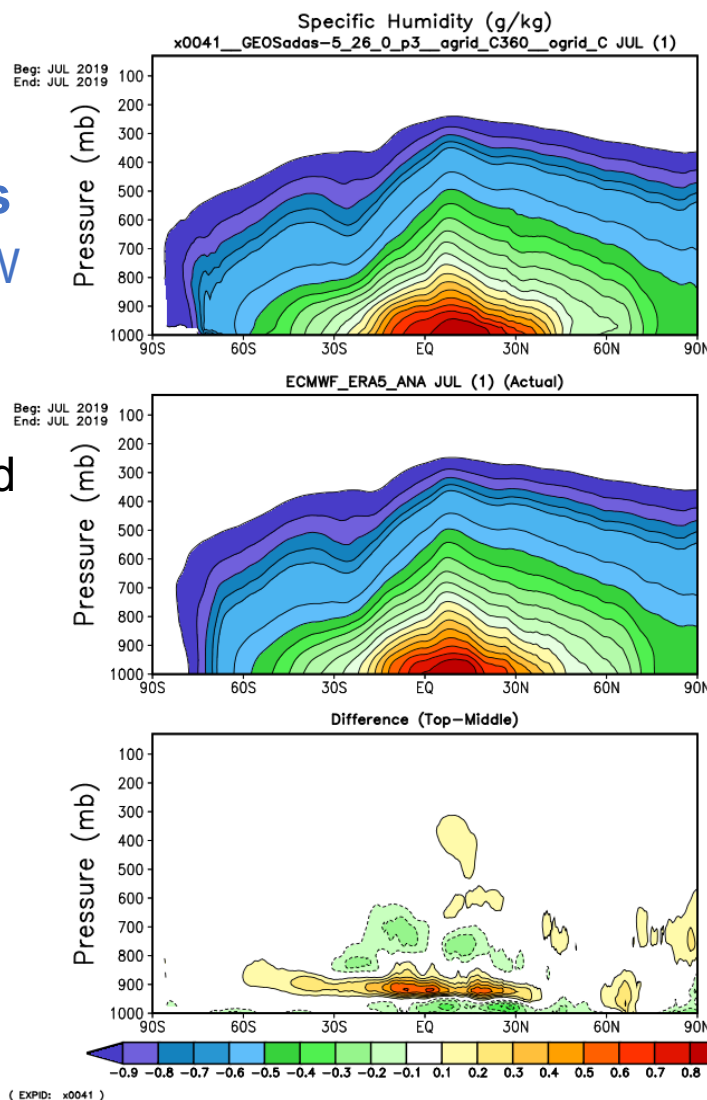 Specific Humidity (g/kg)
x0041__GEOSadas-5_26_0_p3__agrid_C360__ogrid_C JUL (1)
Beg: JUL 2019
End: JUL 2019
Pressure (mb)
100
200
300
400
500
600
700
800
900
1000
90S 60S 30S EQ 30N 60N 90N
s
W
ECMWF_ERA5_ANA JUL (1) (Actual)
Beg: JUL 2019
End: JUL 2019
Pressure (mb)
100
200
300
400
500
600
700
800
900
1000
90S 60S 30S EQ 30N 60N 90N
d
Difference (Top-Middle)
Pressure (mb)
100
200
300
400
500
600
700
800
900
1000
90S 60S 30S EQ 30N 60N 90N
-0.9 -0.8 -0.7 -0.6 -0.5 -0.4 -0.3 -0.2 -0.1 0.1 0.2 0.3 0.4 0.5 0.6 0.7 0.8
( EXPID: x0041 )